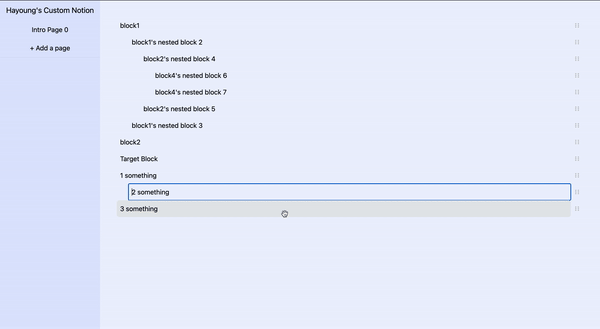 Hayoung's Custom Notion
Intro Page 0
+ Add a page
block1
block1's nested block 2
block2's nested block 4
block4's nested block 6
block4's nested block 7
block2's nested block 5
block1's nested block 3
block2
Target Block
1 something
2 something
3 something